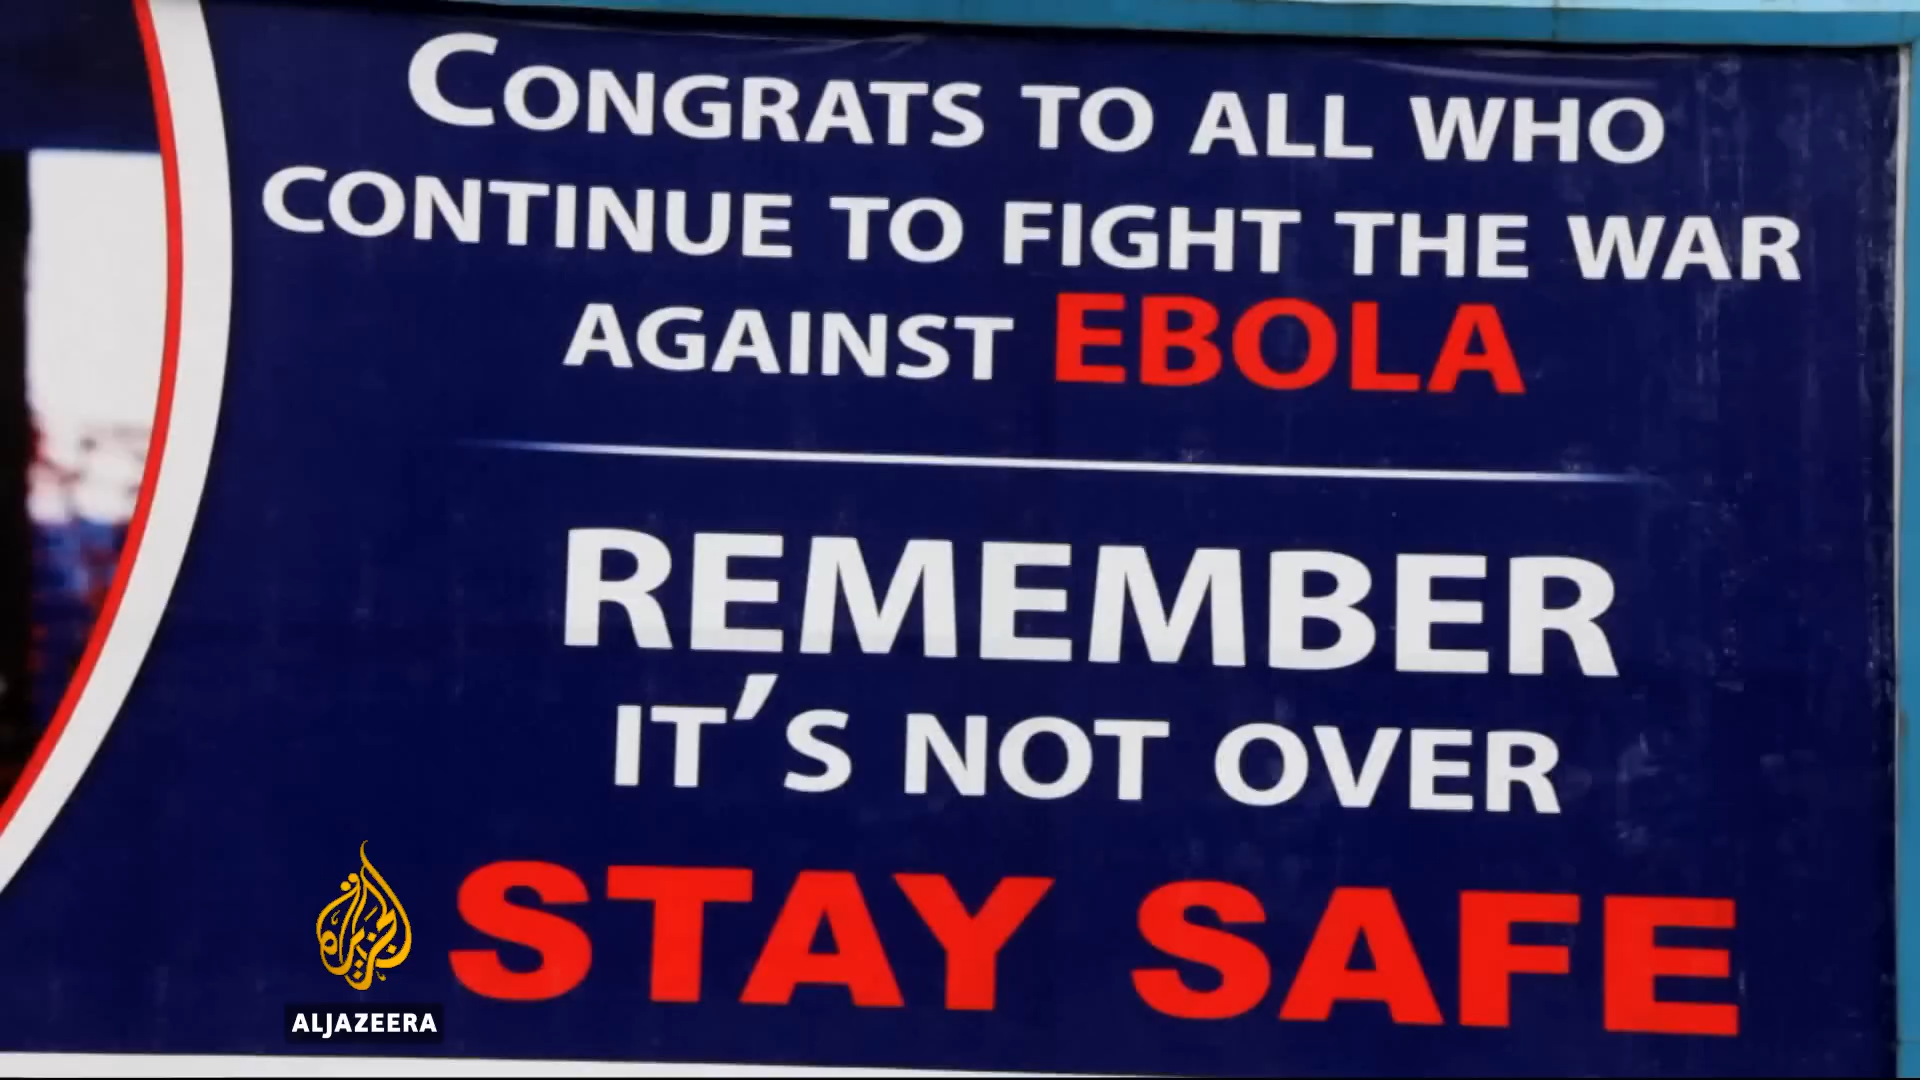 CONGRATS TO ALL WHO
CONTINUE TO FIGHT THE WAR
AGAINST EBOLA
REMEMBER
IT'S NOT OVER
STAY SAFE
الجزيرة
ALJAZEERA